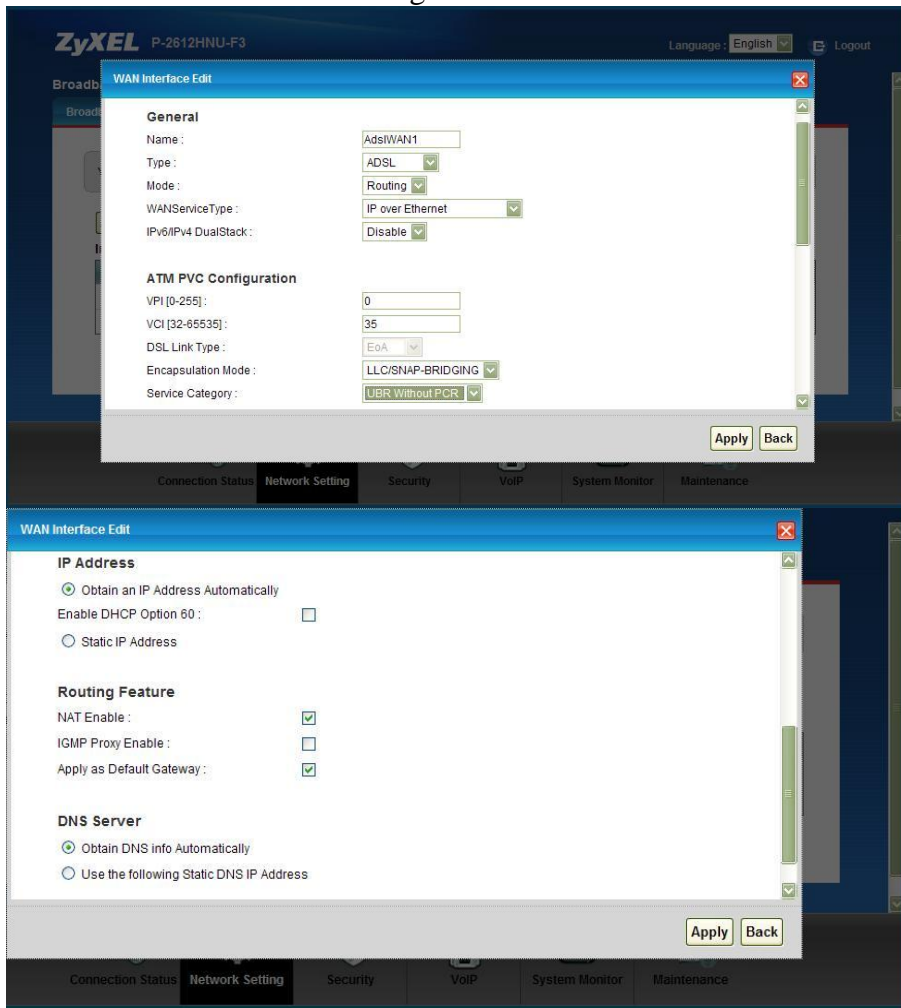 ZyXEL P-2612HNU-F3 Language : English Logout
Broadb
WAN Interface Edit
Broad
General
Name : AdslWAN1
Type : ADSL
Mode : Routing
WANServiceType : IP over Ethernet
IPv6/IPv4 DualStack : Disable
ATM PVC Configuration
VPI [0-255] : 0
VCI [32-65535] : 35
DSL Link Type : EoA
Encapsulation Mode : LLC/SNAP-BRIDGING
Service Category : UBR Without PCR
Apply Back
Connection Status Network Setting Security VoIP System Monitor Maintenance
WAN Interface Edit
IP Address
Obtain an IP Address Automatically
Enable DHCP Option 60 :
Static IP Address
Routing Feature
NAT Enable :
IGMP Proxy Enable :
Apply as Default Gateway :
DNS Server
Obtain DNS info Automatically
Use the following Static DNS IP Address
Apply Back
Connection Status Network Setting Security VoIP System Monitor Maintenance